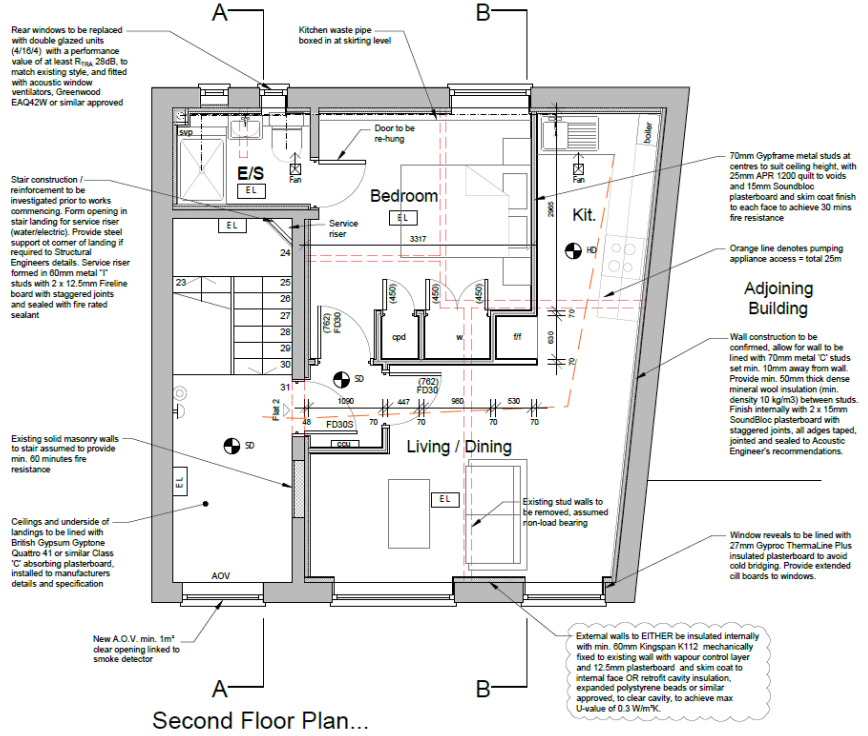 A
B
Rear windows to be replaced
with double glazed units
(4/16/4) with a performance
value of at least RTRA 28dB, to
match existing style, and fitted
with acoustic window
ventilators, Greenwood
EAQ42W or similar approved
Kitchen waste pipe
boxed in at skirting level
svp
E/S
EL
Fan
Door to be
re-hung
Bedroom
EL
3317
2965
Fan
Kit.
boiler
HD
70mm Gypframe metal studs at
centres to suit ceiling height, with
25mm APR 1200 quilt to voids
and 15mm Soundbloc
plasterboard and skim coat finish
to each face to achieve 30 mins
fire resistance
Stair construction /
reinforcement to be
investigated prior to works
commencing. Form opening in
stair landing for service riser
(water/electric). Provide steel
support ot corner of landing if
required to Structural
Engineers details. Service riser
formed in 60mm metal "I"
studs with 2 x 12.5mm Fireline
board with staggered joints
and sealed with fire rated
sealant
EL
Service
riser
24
23
25
26
27
28
29
30
31
Orange line denotes pumping
appliance access = total 25m
Adjoining
Building
(450)
(450)
(450)
(762)
FD30
cpd
w
f/f
70
630
70
SD
(762)
FD30
Flat 2
1090
447
980
530
48
70
70
70
70
FD30S
ccu
SD
EL
Living / Dining
EL
Wall construction to be
confirmed, allow for wall to be
lined with 70mm metal 'C' studs
set min. 10mm away from wall.
Provide min. 50mm thick dense
mineral wool insulation (min.
density 10 kg/m3) between studs.
Finish internally with 2 x 15mm
SoundBloc plasterboard with
staggered joints, all edges taped,
jointed and sealed to Acoustic
Engineer's recommendations.
Existing solid masonry walls
to stair assumed to provide
min. 60 minutes fire
resistance
Existing stud walls to
be removed, assumed
non-load bearing
Ceilings and underside of
landings to be lined with
British Gypsum Gyptone
Quattro 41 or similar Class
'C' absorbing plasterboard,
installed to manufacturers
details and specification
AOV
Window reveals to be lined with
27mm Gyproc ThermaLine Plus
insulated plasterboard to avoid
cold bridging. Provide extended
cill boards to windows.
New A.O.V. min. 1m²
clear opening linked to
smoke detector
External walls to EITHER be insulated internally
with min. 60mm Kingspan K112 mechanically
fixed to existing wall with vapour control layer
and 12.5mm plasterboard and skim coat to
internal face OR retrofit cavity insulation,
expanded polystyrene beads or similar
approved, to clear cavity, to achieve max
U-value of 0.3 W/m²K.
A
B
Second Floor Plan...